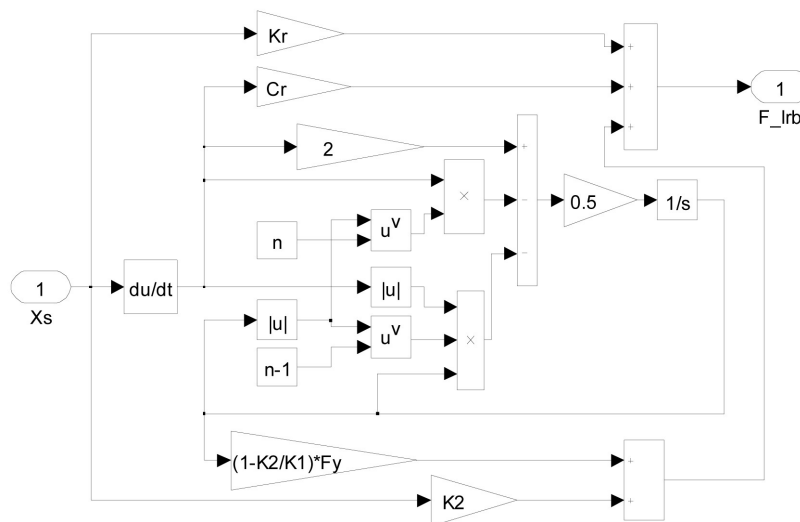 Kr
+
Cr
+
1
F_lrb
+
2
+
×
−
0.5
1/s
n
u^v
−
1
Xs
du/dt
|u|
|u|
u^v
×
n-1
(1-K2/K1)*Fy
+
K2
+